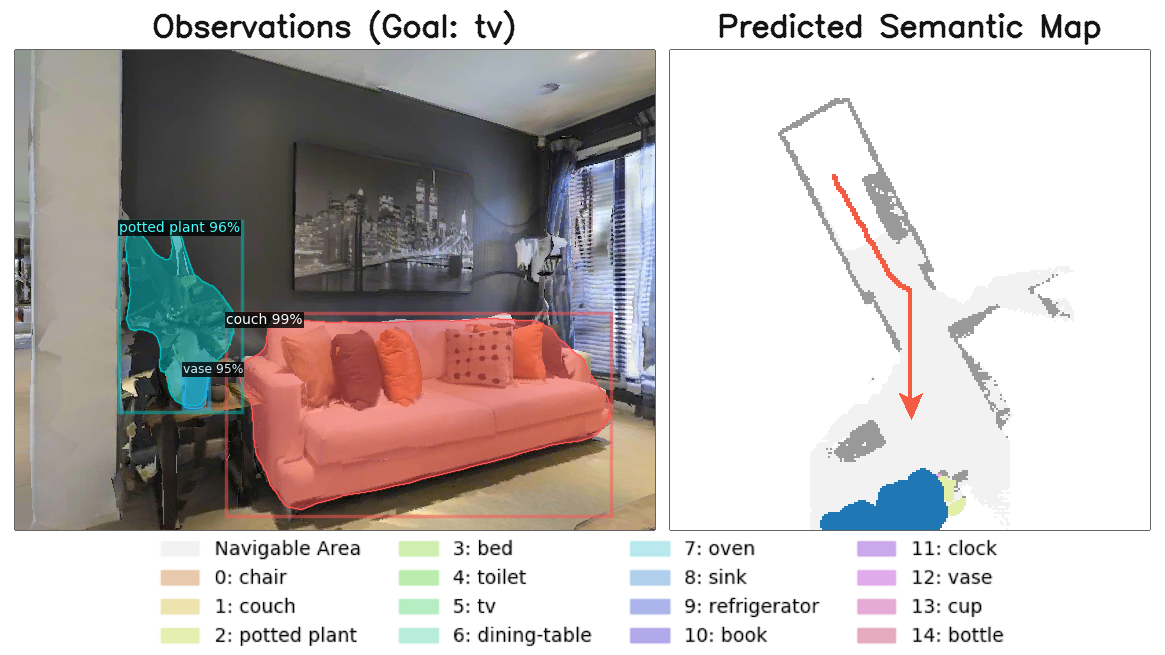 Observations (Goal: tv)
Predicted Semantic Map
potted plant 96%
couch 99%
vase 95%
Navigable Area
0: chair
1: couch
2: potted plant
3: bed
4: toilet
5: tv
6: dining-table
7: oven
8: sink
9: refrigerator
10: book
11: clock
12: vase
13: cup
14: bottle